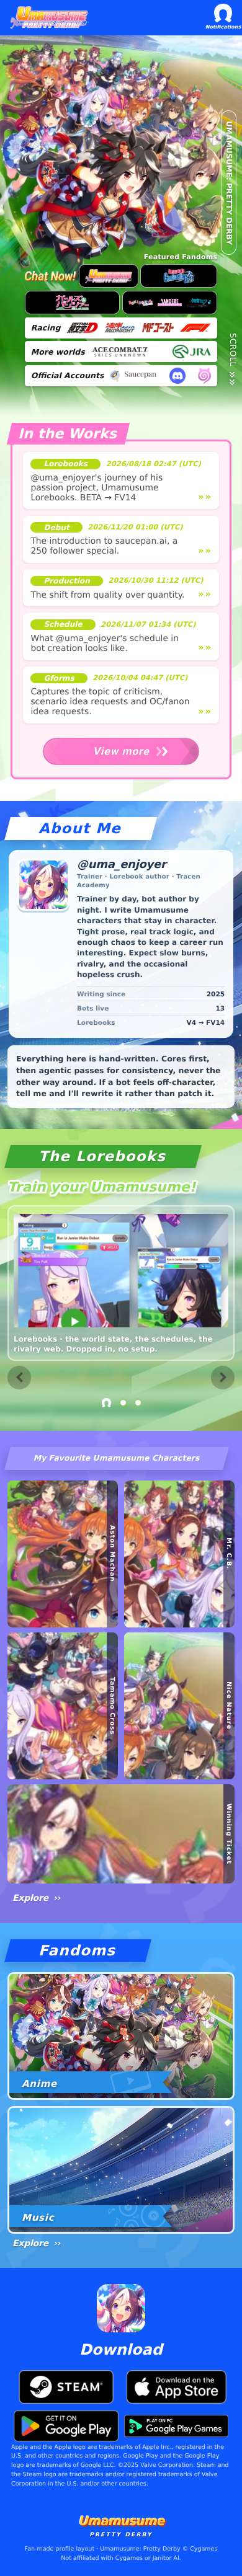 Umamusume
PRETTY DERBY
Notifications
UMAMUSUME: PRETTY DERBY
Featured Fandoms
Chat Now!
Racing
More worlds
ACE COMBAT 7
SKIES UNKNOWN
JRA
Official Accounts
Saucepan
SCROLL »»
In the Works
Lorebooks 2026/08/18 02:47 (UTC)
@uma_enjoyer's journey of his
passion project, Umamusume
Lorebooks. BETA → FV14
»»
Debut 2026/11/20 01:00 (UTC)
The introduction to saucepan.ai, a
250 follower special.
»»
Production 2026/10/30 11:12 (UTC)
The shift from quality over quantity.
»»
Schedule 2026/11/07 01:34 (UTC)
What @uma_enjoyer's schedule in
bot creation looks like.
»»
Gforms 2026/10/04 04:47 (UTC)
Captures the topic of criticism,
scenario idea requests and OC/fanon
idea requests.
»»
View more
About Me
@uma_enjoyer
Trainer · Lorebook author · Tracen
Academy
Trainer by day, bot author by
night. I write Umamusume
characters that stay in character.
Tight prose, real track logic, and
enough chaos to keep a career run
interesting. Expect slow burns,
rivalry, and the occasional
hopeless crush.
Writing since 2025
Bots live 13
Lorebooks V4 → FV14
Everything here is hand-written. Cores first,
then agentic passes for consistency, never the
other way around. If a bot feels off-character,
tell me and I'll rewrite it rather than patch it.
The Lorebooks
Train your Umamusume!
Lorebooks · the world state, the schedules, the
rivalry web. Dropped in, no setup.
My Favourite Umamusume Characters
Aston Machan
Mr. C.B.
Tamamo Cross
Nice Nature
Winning Ticket
Explore ››
Fandoms
Anime
Music
Explore ››
Download
STEAM
Download on the
App Store
GET IT ON
Google Play
PLAY ON PC
Google Play Games
Apple and the Apple logo are trademarks of Apple Inc., registered in the
U.S. and other countries and regions. Google Play and the Google Play
logo are trademarks of Google LLC. ©2025 Valve Corporation. Steam and
the Steam logo are trademarks and/or registered trademarks of Valve
Corporation in the U.S. and/or other countries.
Umamusume
PRETTY DERBY
Fan-made profile layout · Umamusume: Pretty Derby © Cygames
Not affiliated with Cygames or Janitor AI.